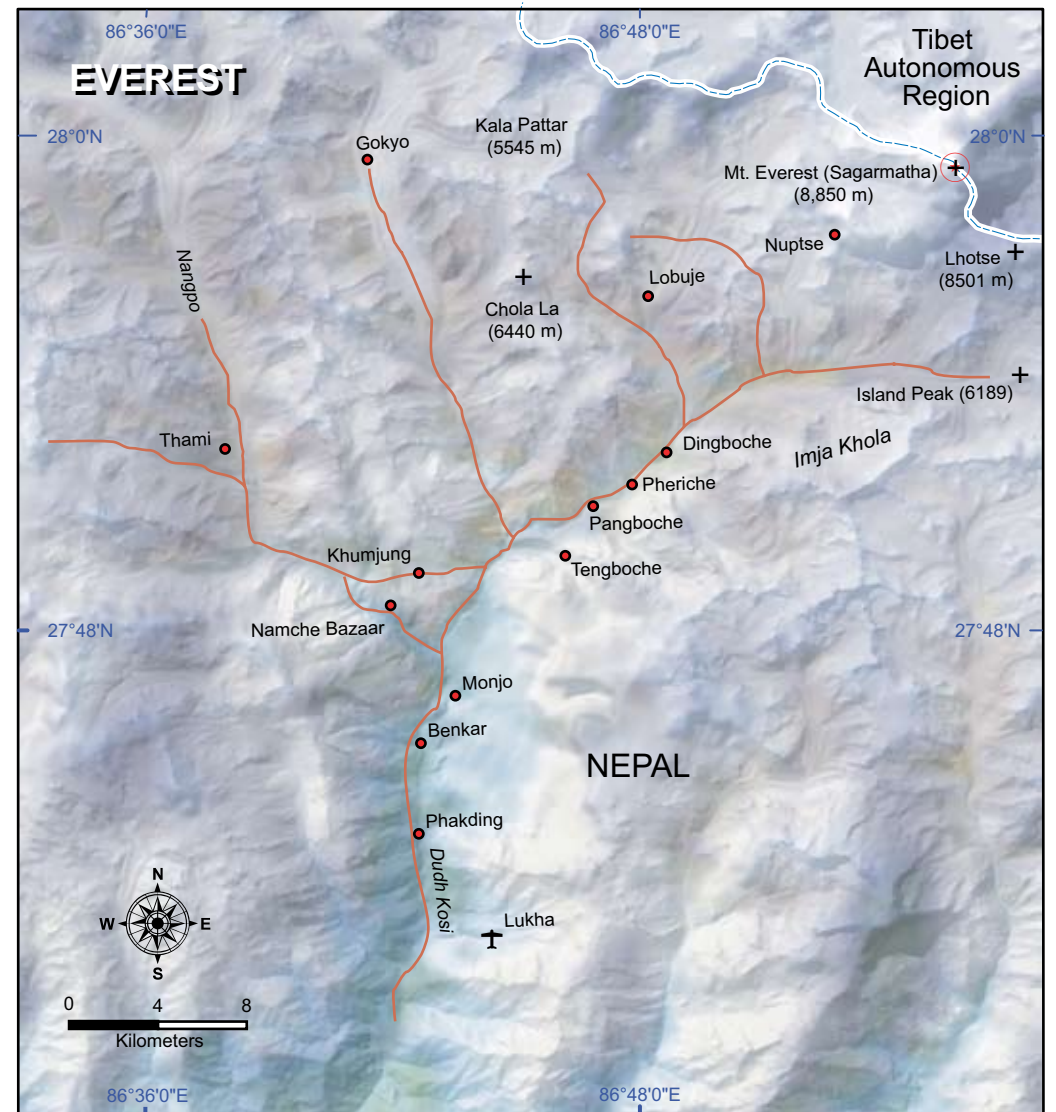 86°36'0"E
86°48'0"E
EVEREST
Tibet
Autonomous
Region
28°0'N
28°0'N
Kala Pattar
(5545 m)
Gokyo
Mt. Everest (Sagarmatha)
(8,850 m)
Nuptse
Lhotse
(8501 m)
Nangpo
Lobuje
Chola La
(6440 m)
Island Peak (6189)
Thami
Dingboche
Imja Khola
Pheriche
Pangboche
Khumjung
Tengboche
Namche Bazaar
27°48'N
27°48'N
Monjo
Benkar
NEPAL
Phakding
Dudh Kosi
Lukha
N
W
E
S
0 4 8
Kilometers
86°36'0"E
86°48'0"E